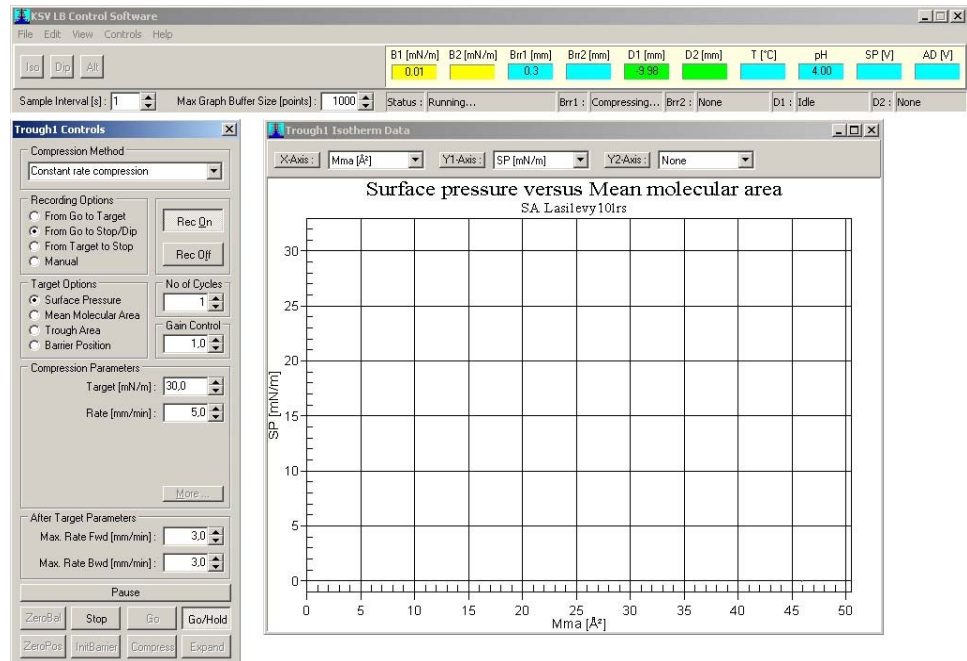 KSV LB Control Software
File Edit View Controls Help
Iso Dip Alt
B1 [mN/m] B2 [mN/m] Brr1 [mm] Brr2 [mm] D1 [mm] D2 [mm] T [°C] pH SP [V] AD [V]
0.01 0.3 -9.98 4.00
Sample Interval [s] : 1 Max Graph Buffer Size [points] : 1000 Status : Running... Brr1 : Compressing... Brr2 : None D1 : Idle D2 : None
Trough1 Controls
Compression Method
Constant rate compression
Recording Options
From Go to Target
From Go to Stop/Dip
From Target to Stop
Manual
Rec On
Rec Off
Target Options
Surface Pressure
Mean Molecular Area
Trough Area
Barrier Position
No of Cycles
1
Gain Control
1,0
Compression Parameters
Target [mN/m] : 30,0
Rate [mm/min] : 5,0
More ...
After Target Parameters
Max. Rate Fwd [mm/min] : 3,0
Max. Rate Bwd [mm/min] : 3,0
Pause
ZeroBal Stop Go Go/Hold
ZeroPos InitBarrier Compress Expand
Trough1 Isotherm Data
X-Axis : Mma [Å²] Y1-Axis : SP [mN/m] Y2-Axis : None
Surface pressure versus Mean molecular area
SA Lasilevy10lrs
30
25
20
15
10
5
0
SP [mN/m]
0 5 10 15 20 25 30 35 40 45 50
Mma [Å²]